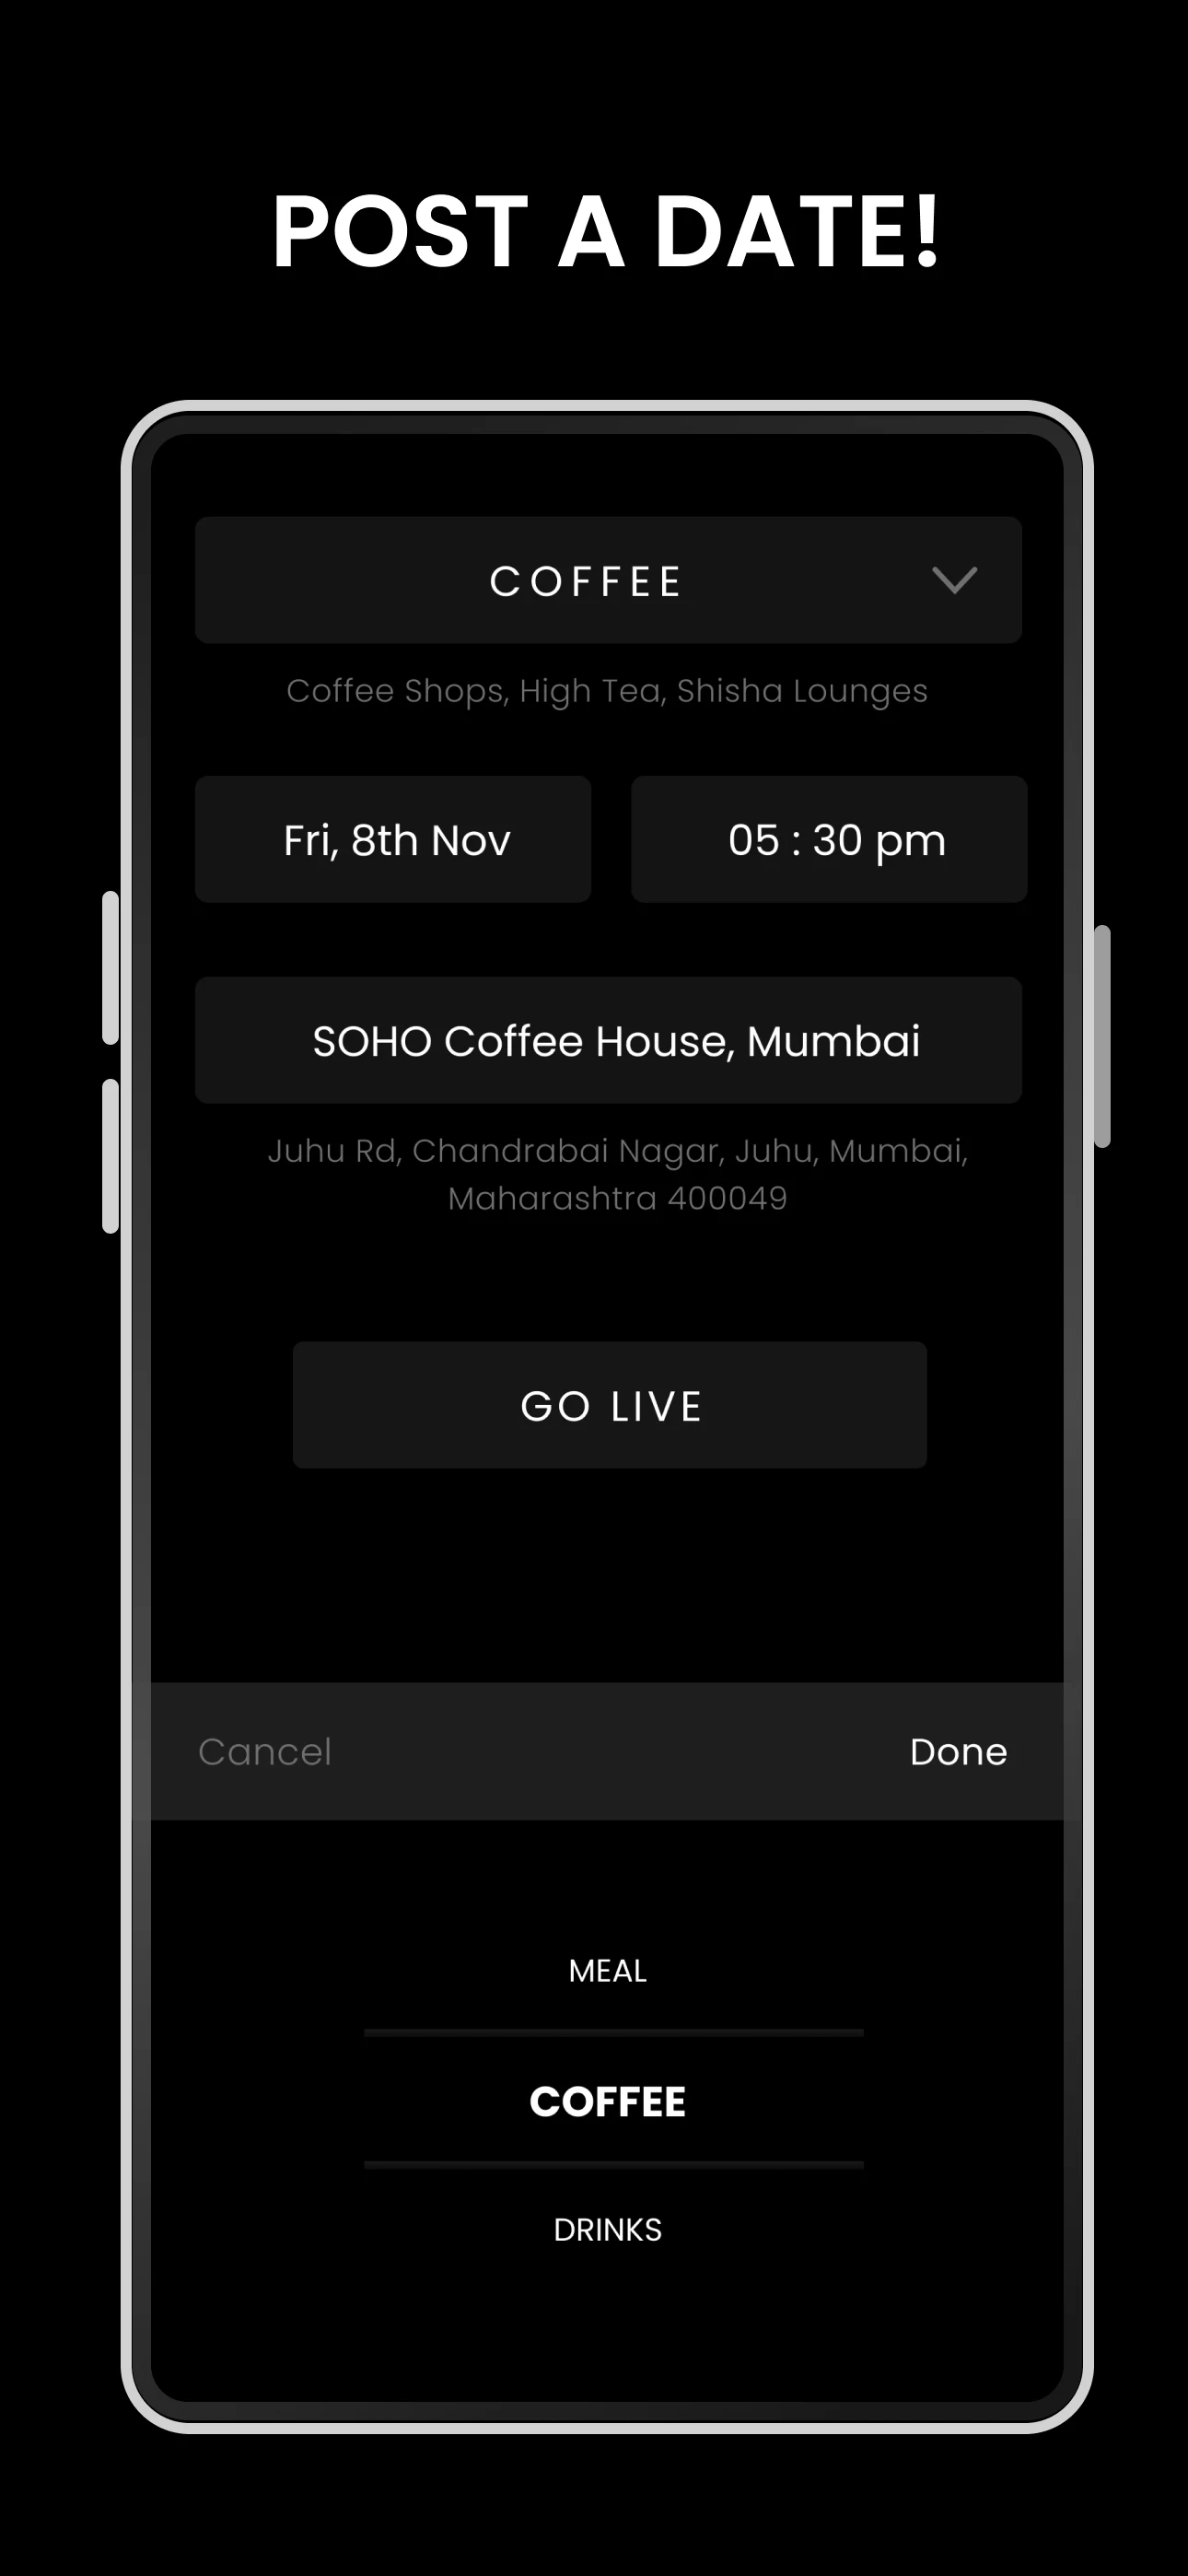 POST A DATE!
COFFEE
Coffee Shops, High Tea, Shisha Lounges
Fri, 8th Nov
05 : 30 pm
SOHO Coffee House, Mumbai
Juhu Rd, Chandrabai Nagar, Juhu, Mumbai,
Maharashtra 400049
GO LIVE
Cancel
Done
MEAL
COFFEE
DRINKS